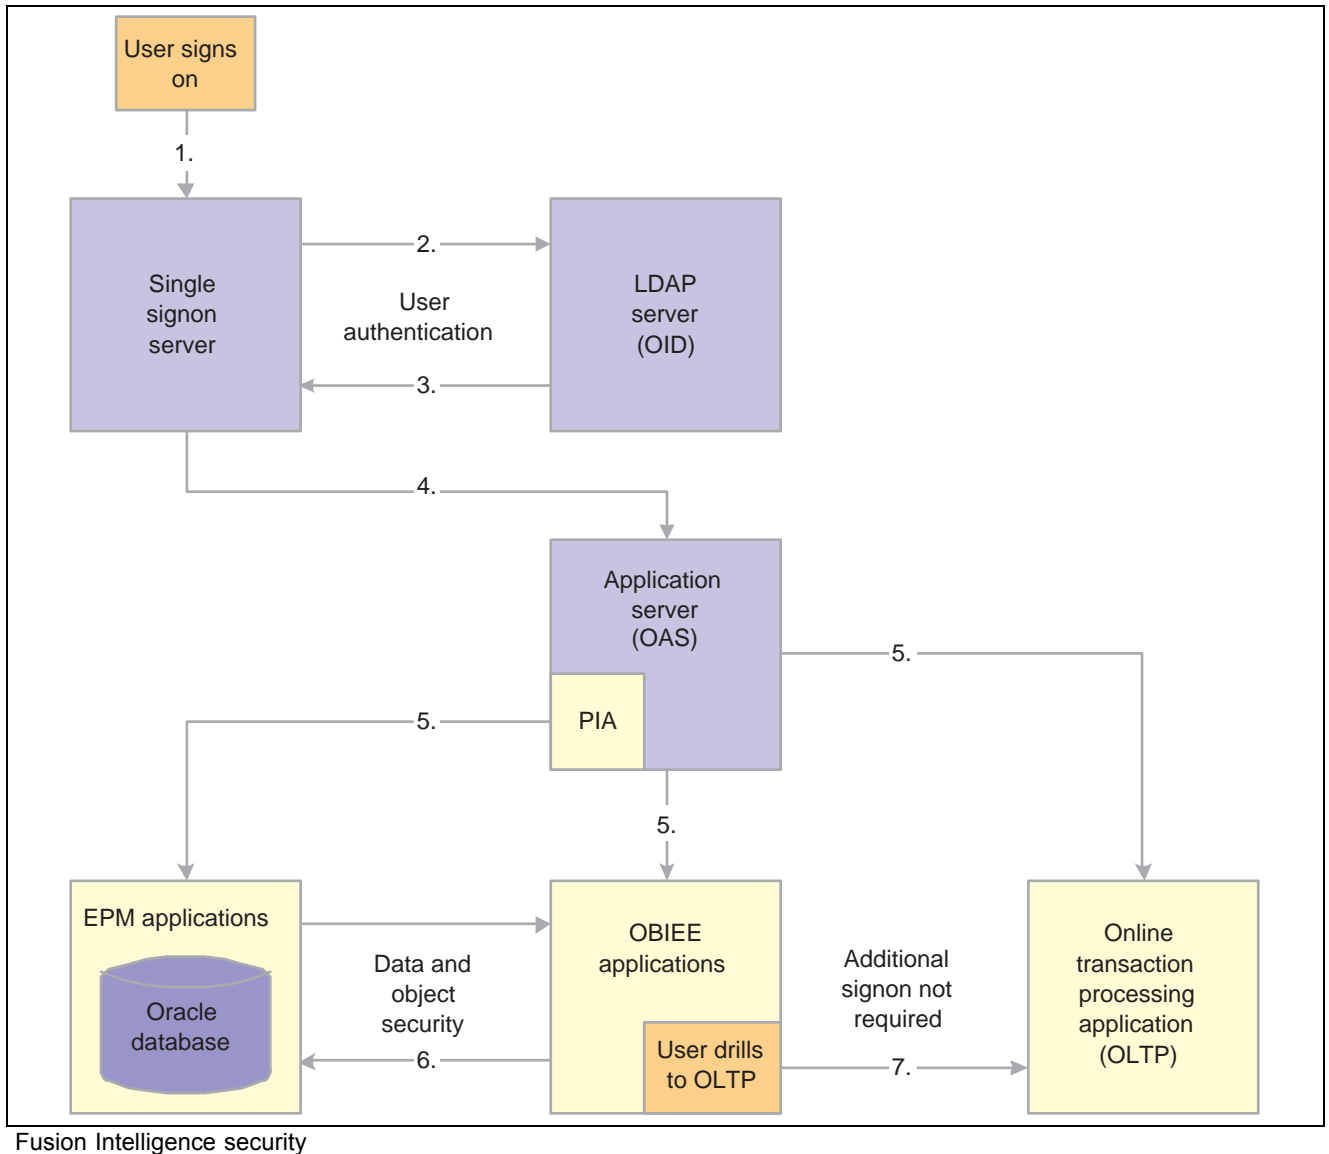 User signs
on
1.
Single
signon
server
2.
User
authentication
3.
LDAP
server
(OID)
4.
Application
server
(OAS)
PIA
5.
5.
5.
EPM applications
Oracle
database
Data and
object
security
6.
OBIEE
applications
User drills
to OLTP
Additional
signon not
required
7.
Online
transaction
processing
application
(OLTP)
Fusion Intelligence security